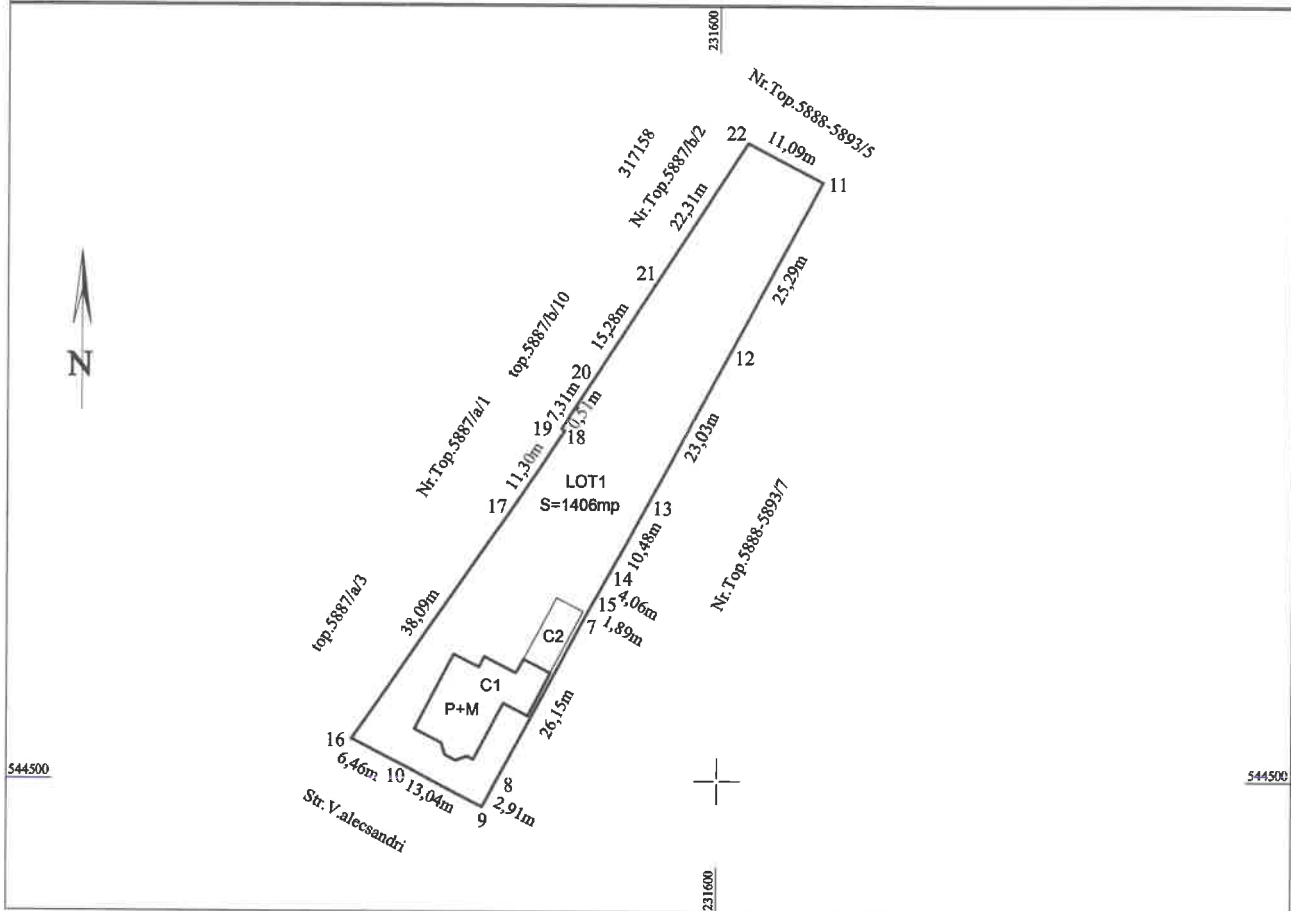 231600
Nr.Top.5888-5893/5
22
11,09m
317158
Nr.Top.5887/b/2
11
22,31m
21
25,29m
top.5887/b/10
15,28m
N
12
20
7,31m
0,51m
19
18
Nr.Top.5887/a/1
23,03m
11,30m
LOT1
S=1406mp
17
13
Nr.Top.5888-5893/7
10,48m
14
4,06m
15
1,89m
7
top.5887/a/3
38,09m
C2
C1
P+M
26,15m
16
6,46m
10
13,04m
8
2,91m
9
544500
544500
Str.V.alecsandri
231600